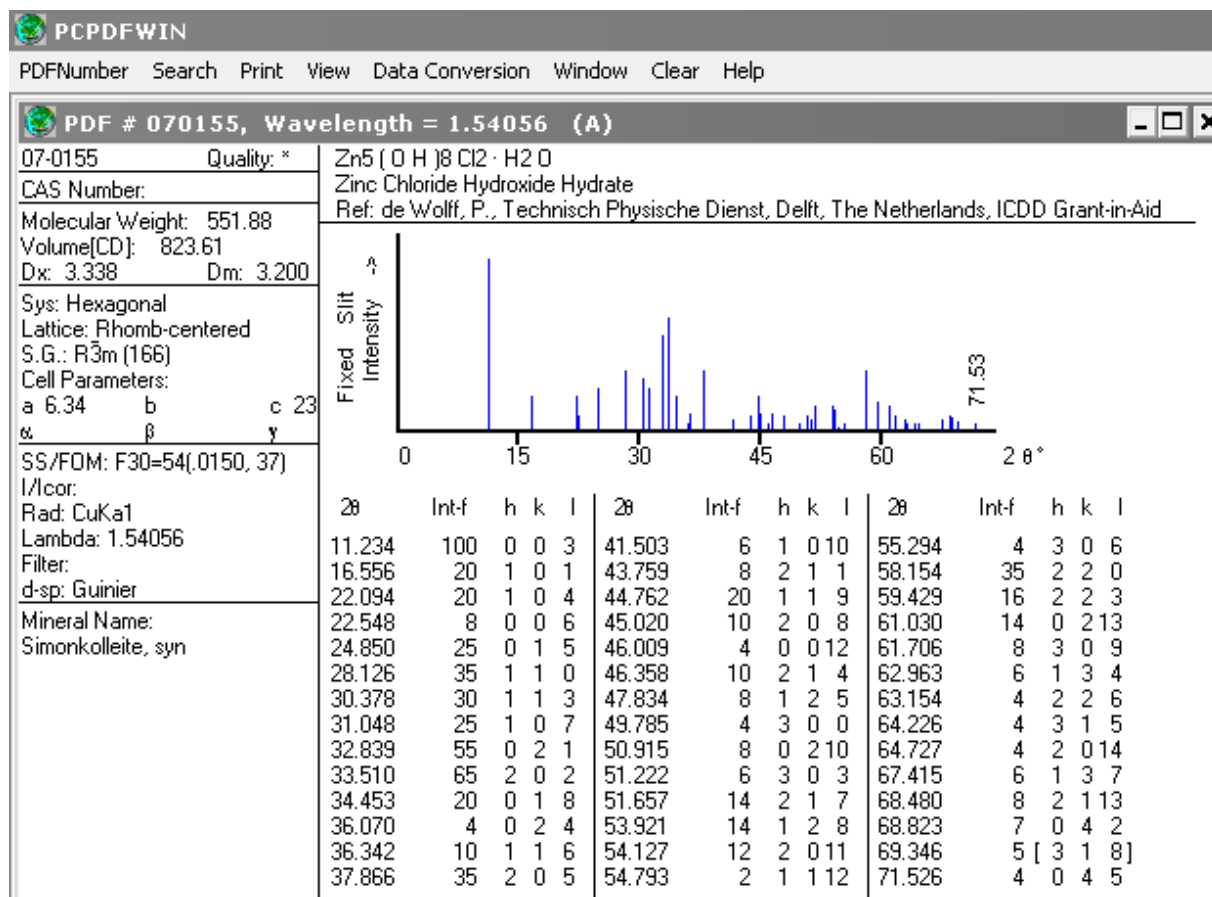 PCPDFWIN
PDFNumber Search Print View Data Conversion Window Clear Help
PDF # 070155, Wavelength = 1.54056 (A)
07-0155 Quality: *
CAS Number:
Molecular Weight: 551.88
Volume[CD]: 823.61
Dx: 3.338 Dm: 3.200
Sys: Hexagonal
Lattice: Rhomb-centered
S.G.: R3̄m (166)
Cell Parameters:
a 6.34 b c 23
α β γ
SS/FOM: F30=54(.0150, 37)
I/Icor:
Rad: CuKa1
Lambda: 1.54056
Filter:
d-sp: Guinier
Mineral Name:
Simonkolleite, syn
Zn5 ( O H )8 Cl2 · H2 O
Zinc Chloride Hydroxide Hydrate
Ref: de Wolff, P., Technisch Physische Dienst, Delft, The Netherlands, ICDD Grant-in-Aid
Fixed Slit
Intensity ->
71.53
0 15 30 45 60 2 θ°
2θ Int-f h k l 2θ Int-f h k l 2θ Int-f h k l
11.234 100 0 0 3 41.503 6 1 0 10 55.294 4 3 0 6
16.556 20 1 0 1 43.759 8 2 1 1 58.154 35 2 2 0
22.094 20 1 0 4 44.762 20 1 1 9 59.429 16 2 2 3
22.548 8 0 0 6 45.020 10 2 0 8 61.030 14 0 2 13
24.850 25 0 1 5 46.009 4 0 0 12 61.706 8 3 0 9
28.126 35 1 1 0 46.358 10 2 1 4 62.963 6 1 3 4
30.378 30 1 1 3 47.834 8 1 2 5 63.154 4 2 2 6
31.048 25 1 0 7 49.785 4 3 0 0 64.226 4 3 1 5
32.839 55 0 2 1 50.915 8 0 2 10 64.727 4 2 0 14
33.510 65 2 0 2 51.222 6 3 0 3 67.415 6 1 3 7
34.453 20 0 1 8 51.657 14 2 1 7 68.480 8 2 1 13
36.070 4 0 2 4 53.921 14 1 2 8 68.823 7 0 4 2
36.342 10 1 1 6 54.127 12 2 0 11 69.346 5 [ 3 1 8]
37.866 35 2 0 5 54.793 2 1 1 12 71.526 4 0 4 5